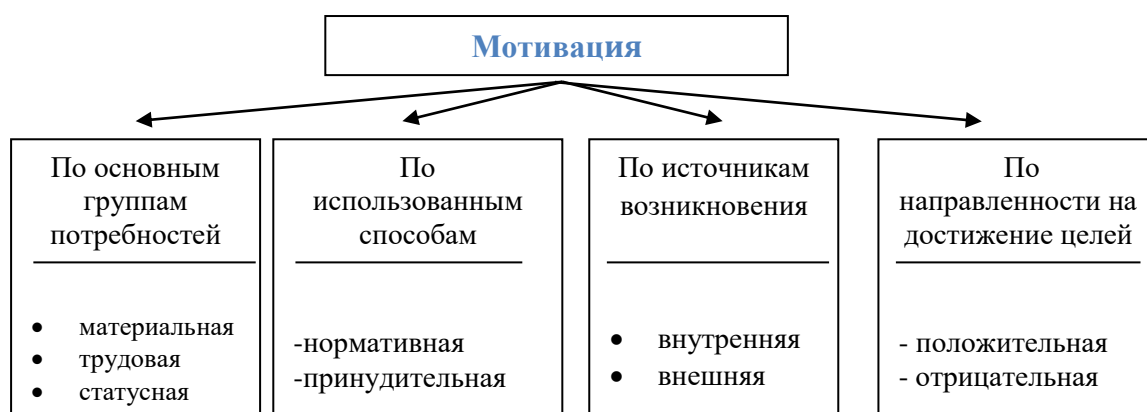 Мотивация
По основным
группам
потребностей
• материальная
• трудовая
• статусная
По
использованным
способам
-нормативная
-принудительная
По источникам
возникновения
• внутренняя
• внешняя
По
направленности на
достижение целей
- положительная
- отрицательная